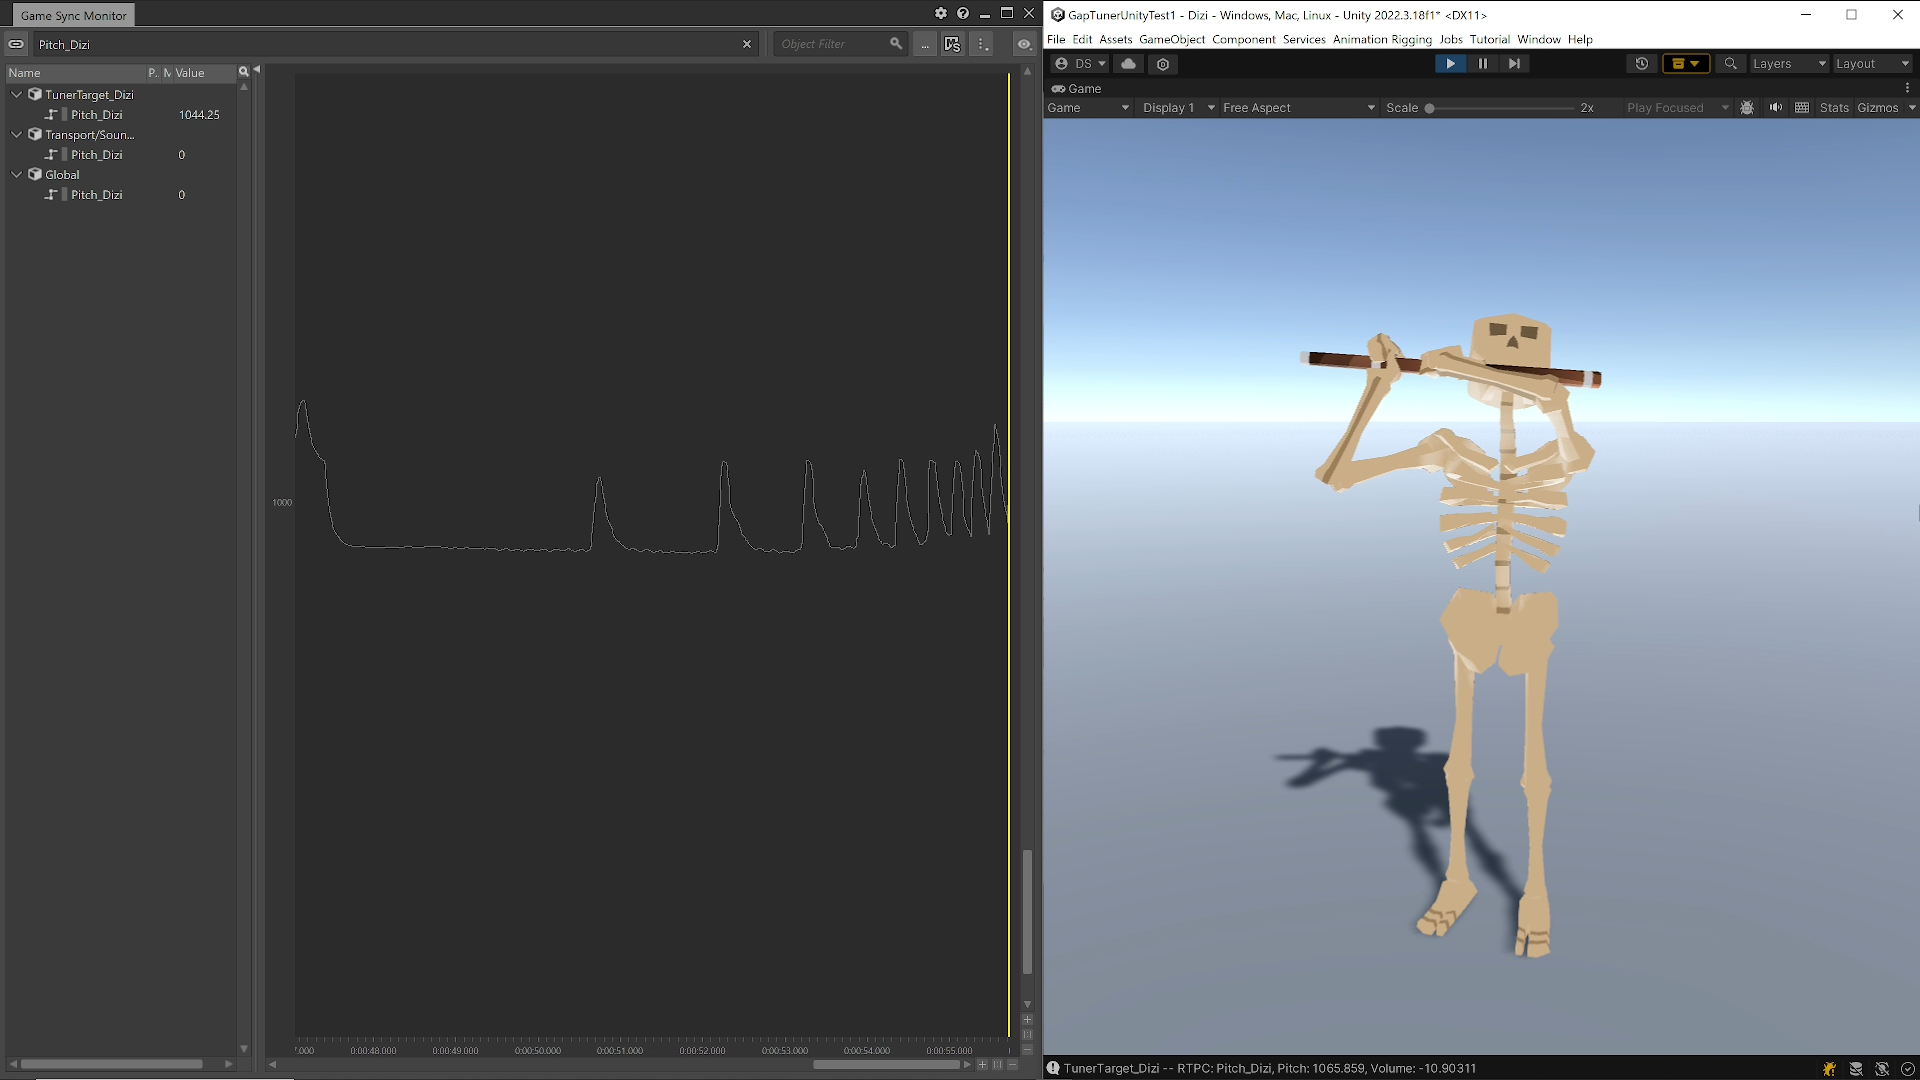 Game Sync Monitor
Pitch_Dizi
Object Filter
...
Name P. M Value
TunerTarget_Dizi
Pitch_Dizi 1044.25
Transport/Soun...
Pitch_Dizi 0
Global
Pitch_Dizi 0
1000
0:00:48.000 0:00:49.000 0:00:50.000 0:00:51.000 0:00:52.000 0:00:53.000 0:00:54.000 0:00:55.000
GapTunerUnityTest1 - Dizi - Windows, Mac, Linux - Unity 2022.3.18f1* <DX11>
File Edit Assets GameObject Component Services Animation Rigging Jobs Tutorial Window Help
DS Layers Layout
Game
Game Display 1 Free Aspect Scale 2x Play Focused Stats Gizmos
TunerTarget_Dizi -- RTPC: Pitch_Dizi, Pitch: 1065.859, Volume: -10.90311